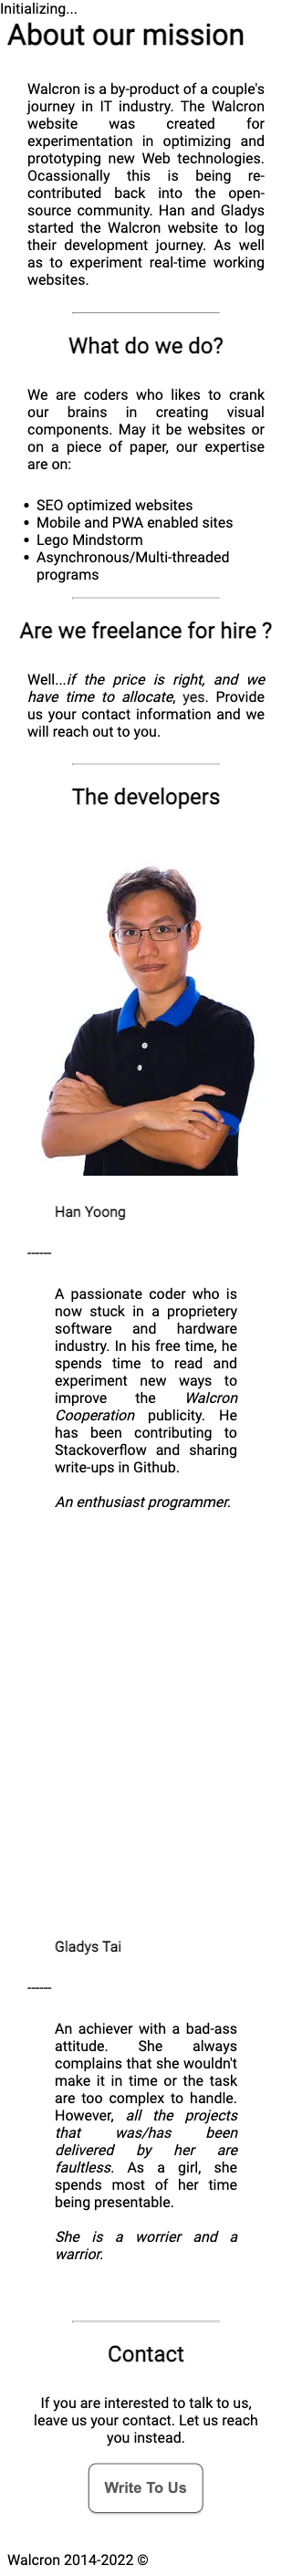 Initializing...
About our mission
Walcron is a by-product of a couple's
journey in IT industry. The Walcron
website was created for
experimentation in optimizing and
prototyping new Web technologies.
Ocassionally this is being re-
contributed back into the open-
source community. Han and Gladys
started the Walcron website to log
their development journey. As well
as to experiment real-time working
websites.
What do we do?
We are coders who likes to crank
our brains in creating visual
components. May it be websites or
on a piece of paper, our expertise
are on:
• SEO optimized websites
• Mobile and PWA enabled sites
• Lego Mindstorm
• Asynchronous/Multi-threaded
programs
Are we freelance for hire ?
Well...if the price is right, and we
have time to allocate, yes. Provide
us your contact information and we
will reach out to you.
The developers
Han Yoong
------
A passionate coder who is
now stuck in a proprietery
software and hardware
industry. In his free time, he
spends time to read and
experiment new ways to
improve the Walcron
Cooperation publicity. He
has been contributing to
Stackoverflow and sharing
write-ups in Github.
An enthusiast programmer.
Gladys Tai
------
An achiever with a bad-ass
attitude. She always
complains that she wouldn't
make it in time or the task
are too complex to handle.
However, all the projects
that was/has been
delivered by her are
faultless. As a girl, she
spends most of her time
being presentable.
She is a worrier and a
warrior.
Contact
If you are interested to talk to us,
leave us your contact. Let us reach
you instead.
Write To Us
Walcron 2014-2022 ©